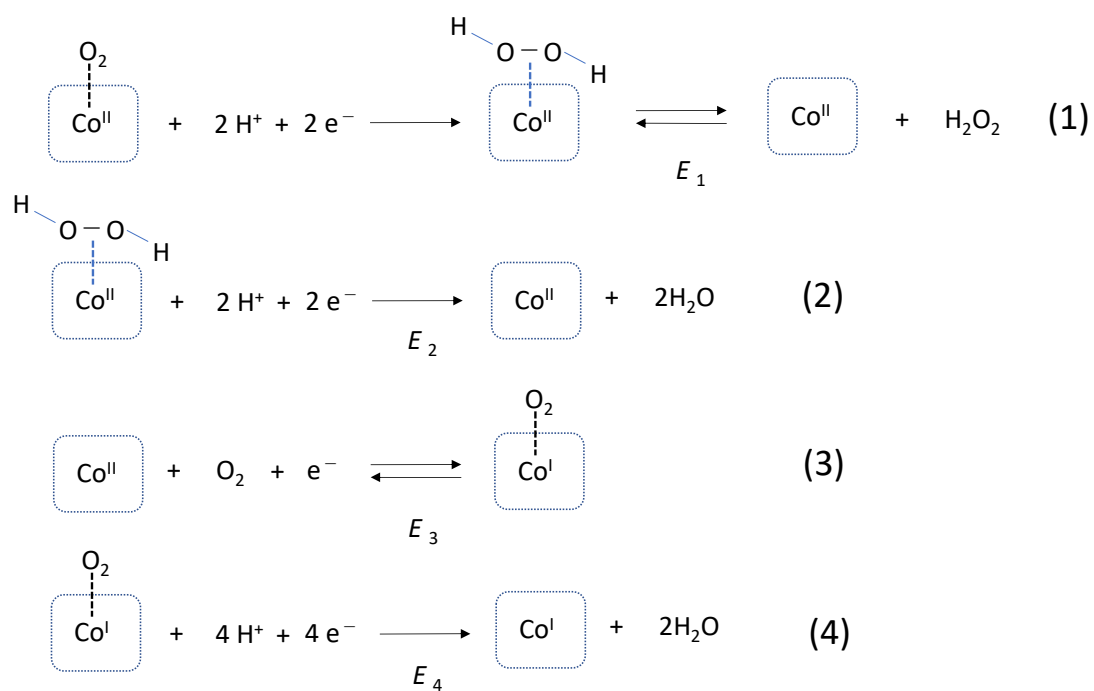 O₂
H O – O H
Coᴵᴵ + 2 H⁺ + 2 e⁻ Coᴵᴵ Coᴵᴵ + H₂O₂ (1)
E ₁
H O – O H
Coᴵᴵ + 2 H⁺ + 2 e⁻ Coᴵᴵ + 2H₂O (2)
E ₂
O₂
Coᴵᴵ + O₂ + e⁻ Coᴵ (3)
E ₃
O₂
Coᴵ + 4 H⁺ + 4 e⁻ Coᴵ + 2H₂O (4)
E ₄